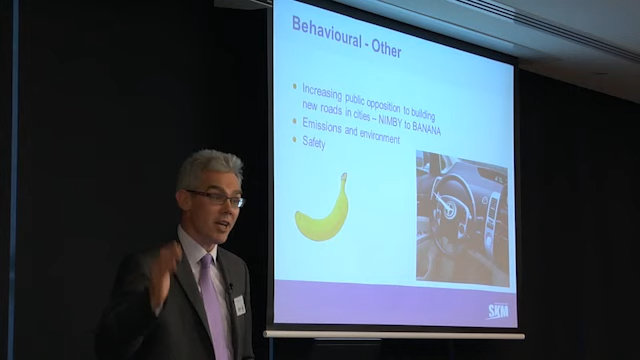 Behavioural - Other
Increasing public opposition to building
new roads in cities – NIMBY to BANANA
Emissions and environment
Safety
SKM